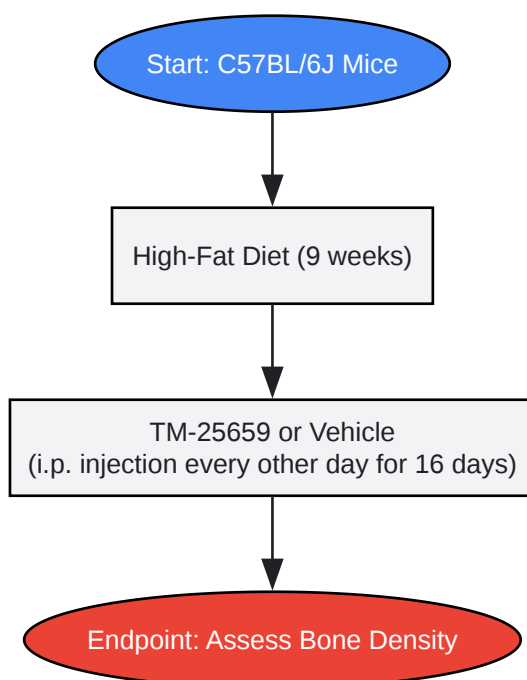 Start: C57BL/6J Mice
High-Fat Diet (9 weeks)
TM-25659 or Vehicle
(i.p. injection every other day for 16 days)
Endpoint: Assess Bone Density